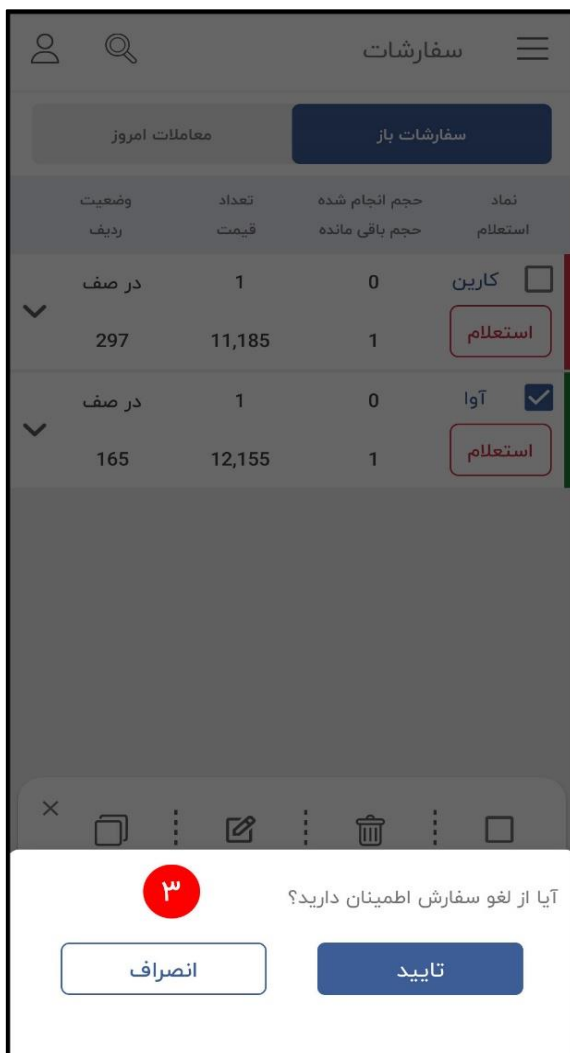 سفارشات
سفارشات باز معاملات امروز
نماد حجم انجام شده تعداد وضعیت
استعلام حجم باقی مانده قیمت ردیف
کارین 0 1 در صف
استعلام 1 11,185 297
آوا 0 1 در صف
استعلام 1 12,155 165
آیا از لغو سفارش اطمینان دارید؟ ۳
تایید انصراف